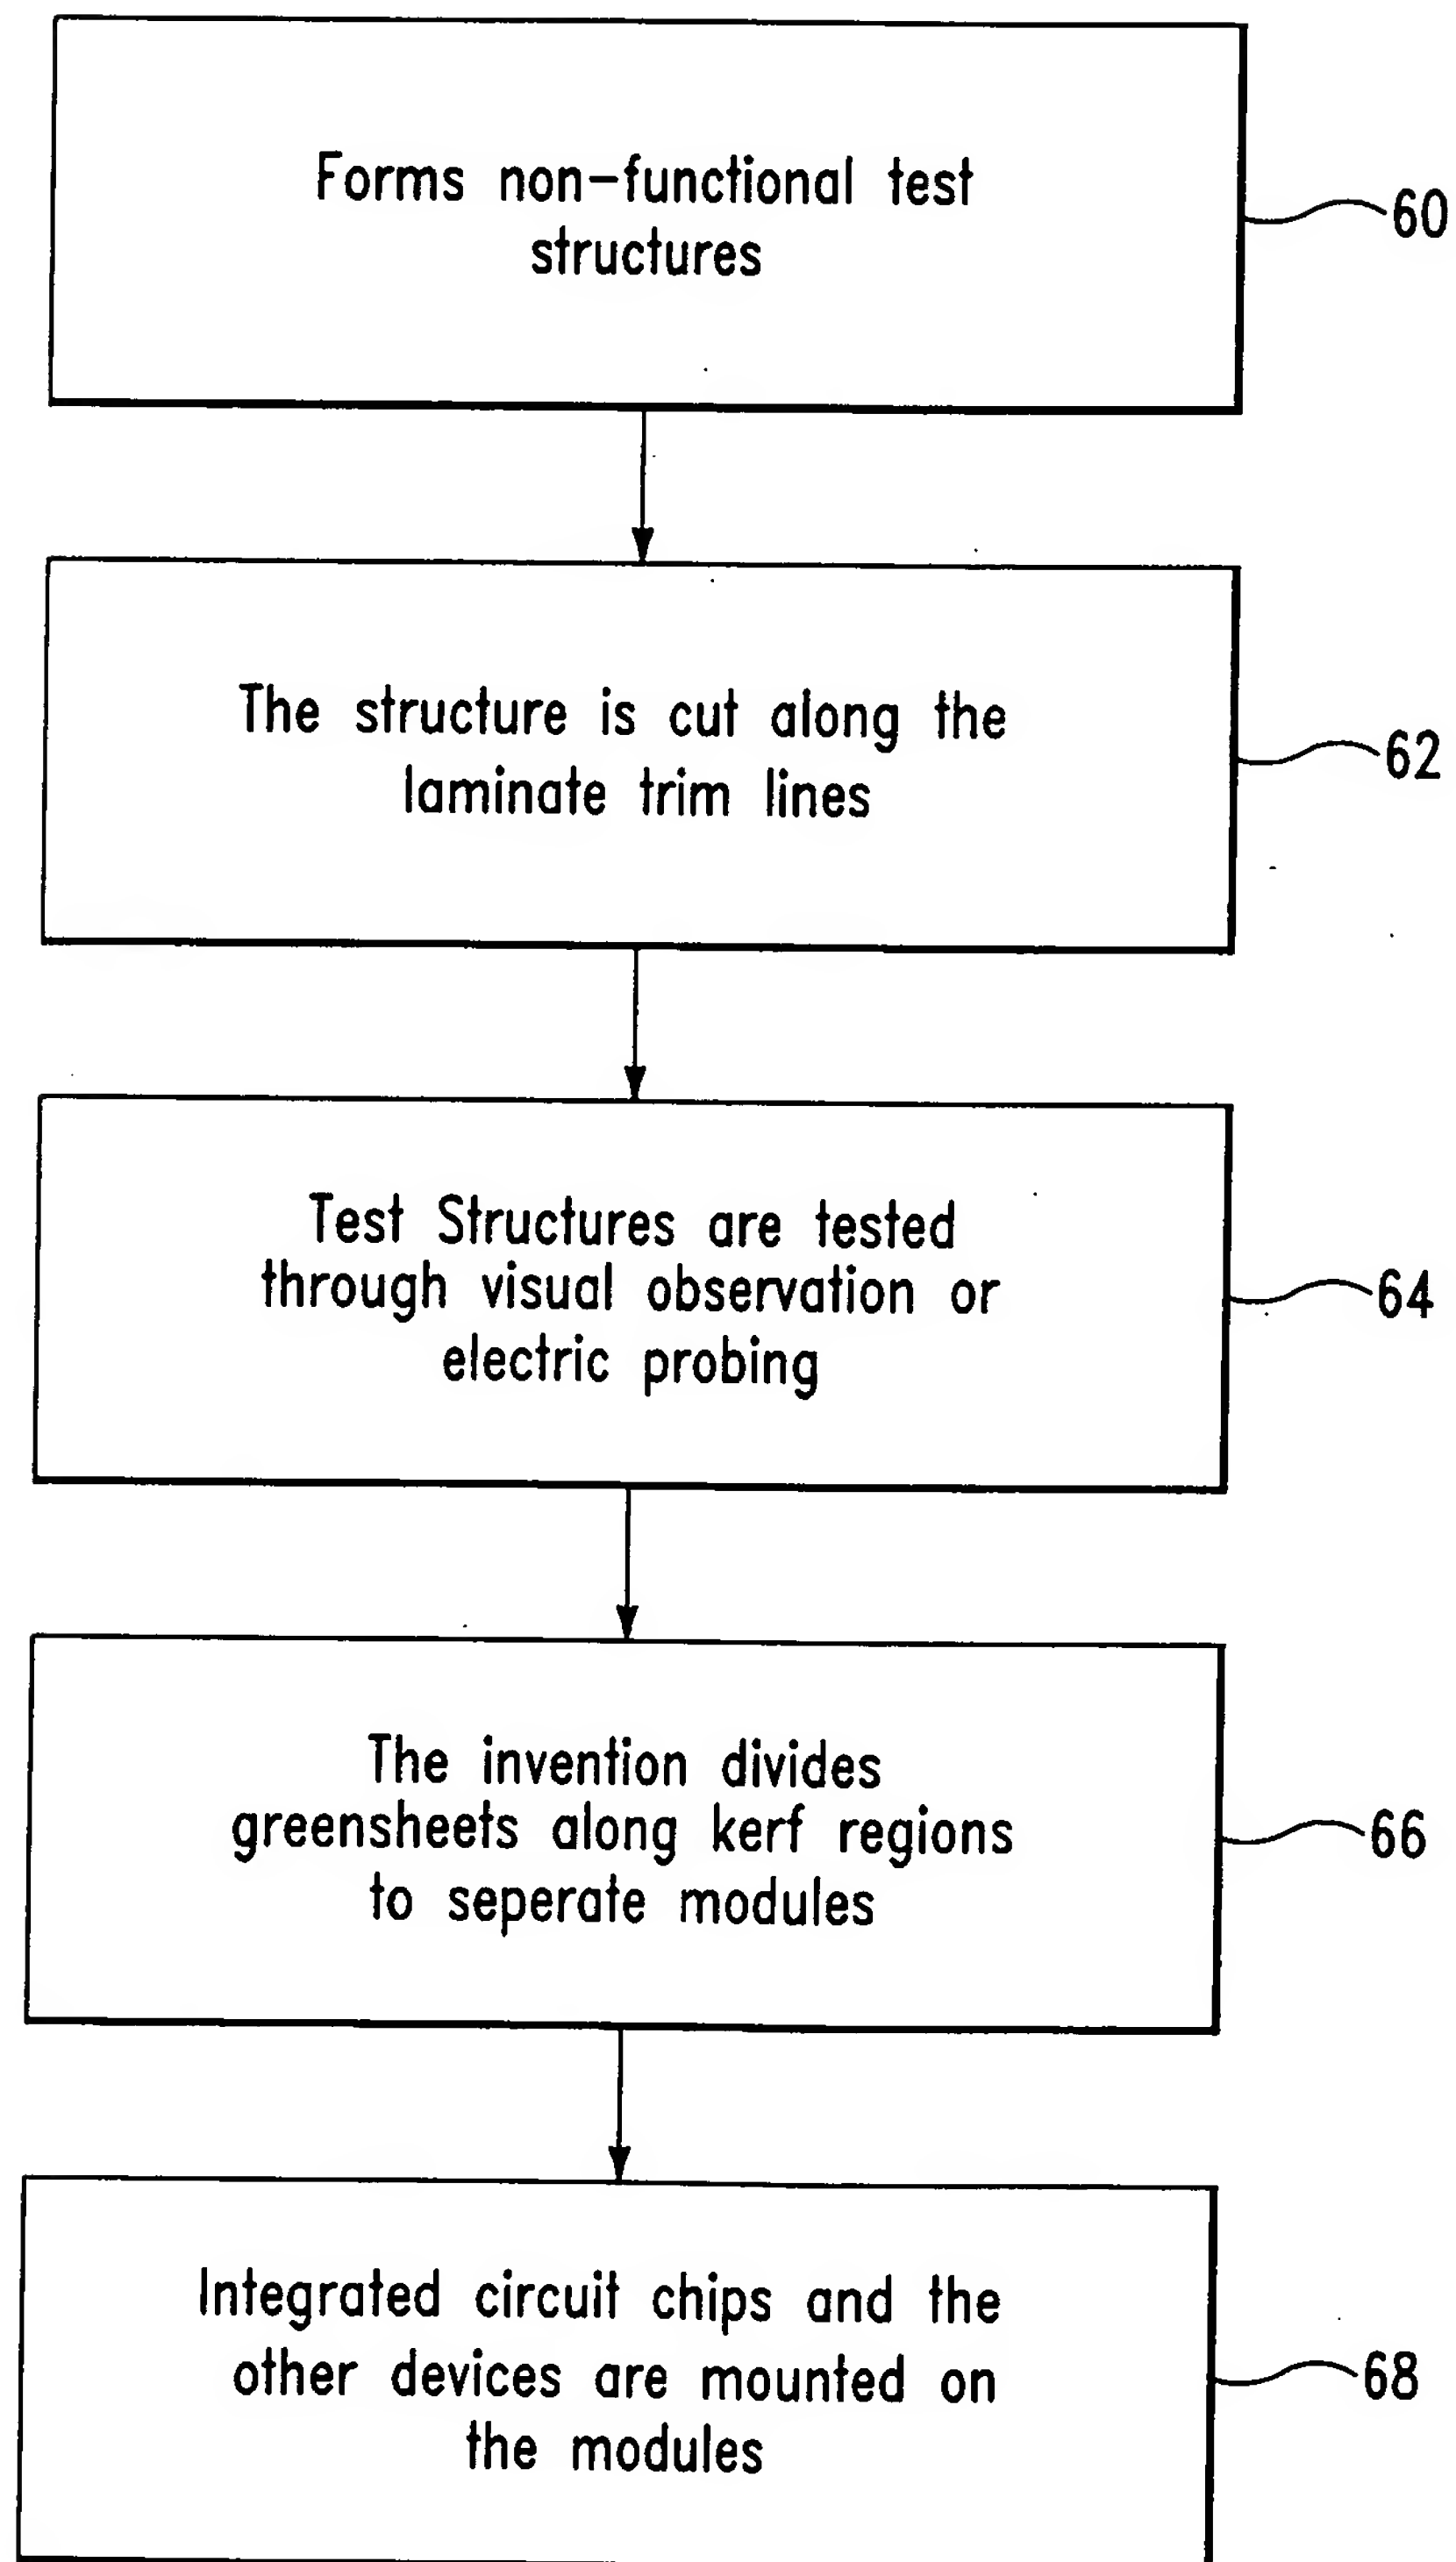 Forms non-functional test
structures
60
The structure is cut along the
laminate trim lines
62
Test Structures are tested
through visual observation or
electric probing
64
The invention divides
greensheets along kerf regions
to seperate modules
66
Integrated circuit chips and the
other devices are mounted on
the modules
68